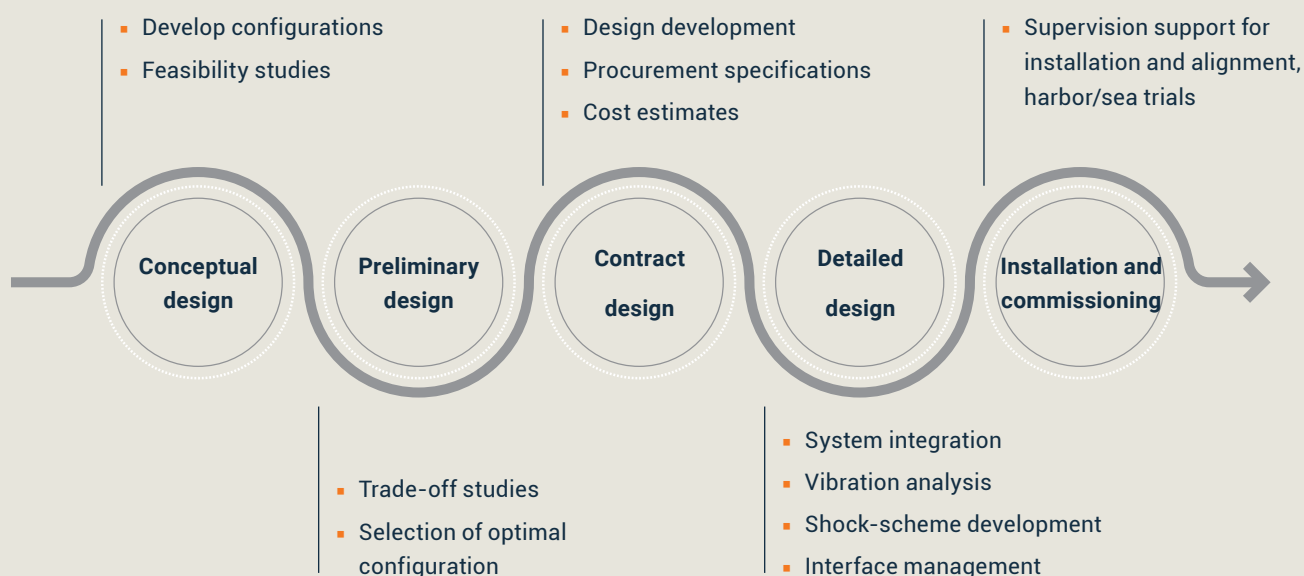 Develop configurations
Feasibility studies
Design development
Procurement specifications
Cost estimates
Supervision support for
installation and alignment,
harbor/sea trials
Conceptual
design
Preliminary
design
Contract
design
Detailed
design
Installation and
commissioning
Trade-off studies
Selection of optimal
configuration
System integration
Vibration analysis
Shock-scheme development
Interface management